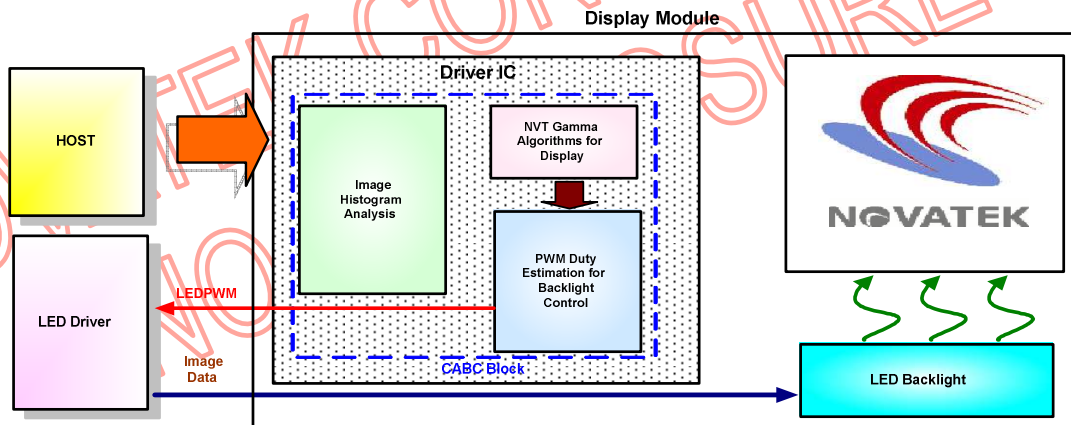 Display Module
Driver IC
HOST
NVT Gamma
Algorithms for
Display
Image
Histogram
Analysis
PWM Duty
Estimation for
Backlight
Control
NOVATEK
LEDPWM
LED Driver
CABC Block
Image
Data
LED Backlight